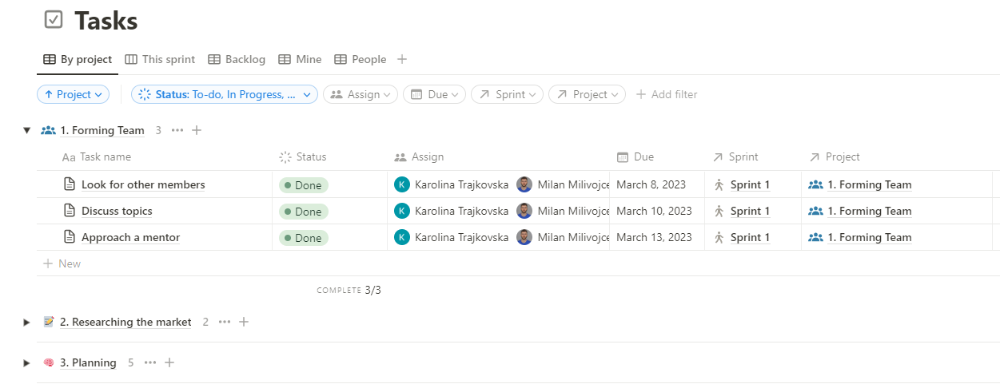 Tasks
By project This sprint Backlog Mine People
Project Status: To-do, In Progress, ... Assign Due Sprint Project Add filter
1. Forming Team 3
Aa Task name Status Assign Due Sprint Project
Look for other members Done K Karolina Trajkovska Milan Milivojce March 8, 2023 Sprint 1 1. Forming Team
Discuss topics Done K Karolina Trajkovska Milan Milivojce March 10, 2023 Sprint 1 1. Forming Team
Approach a mentor Done K Karolina Trajkovska Milan Milivojce March 13, 2023 Sprint 1 1. Forming Team
New
COMPLETE 3/3
2. Researching the market 2
3. Planning 5